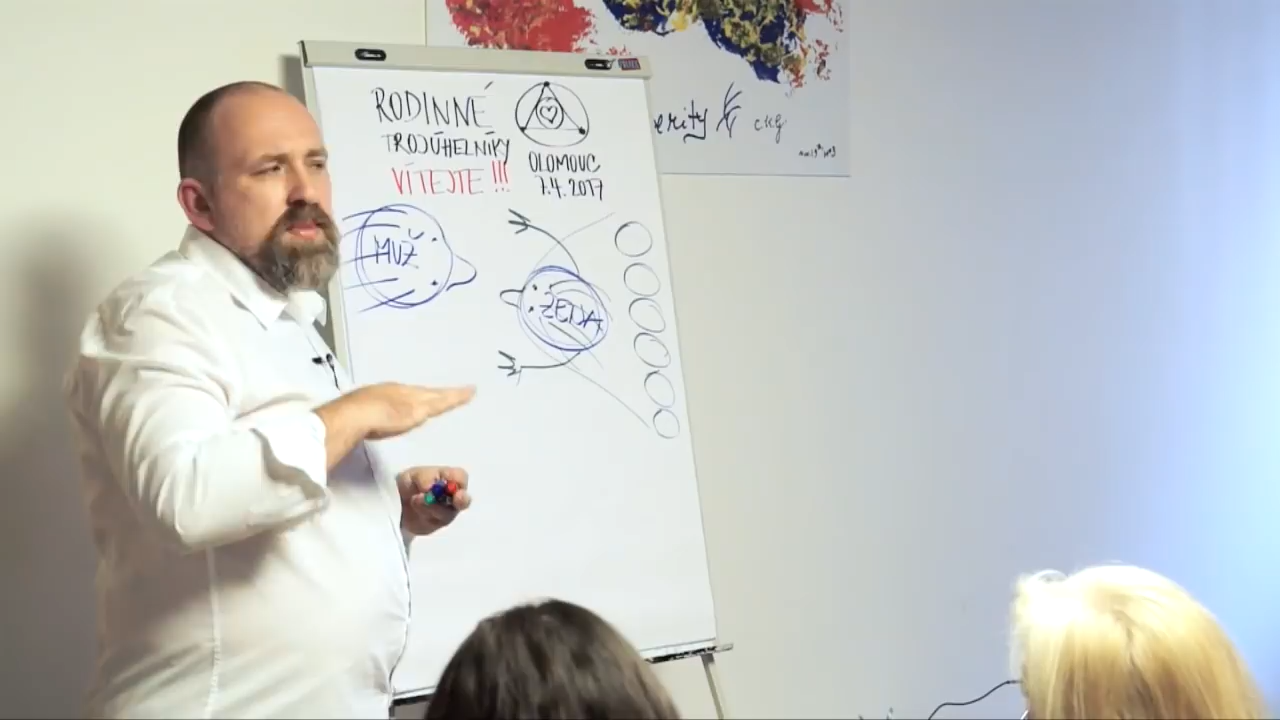 RODINNÉ
TROJÚHELNÍKY
VÍTEJTE !!!
OLOMOUC
7.4.2017
MUŽ
ŽENA
erity